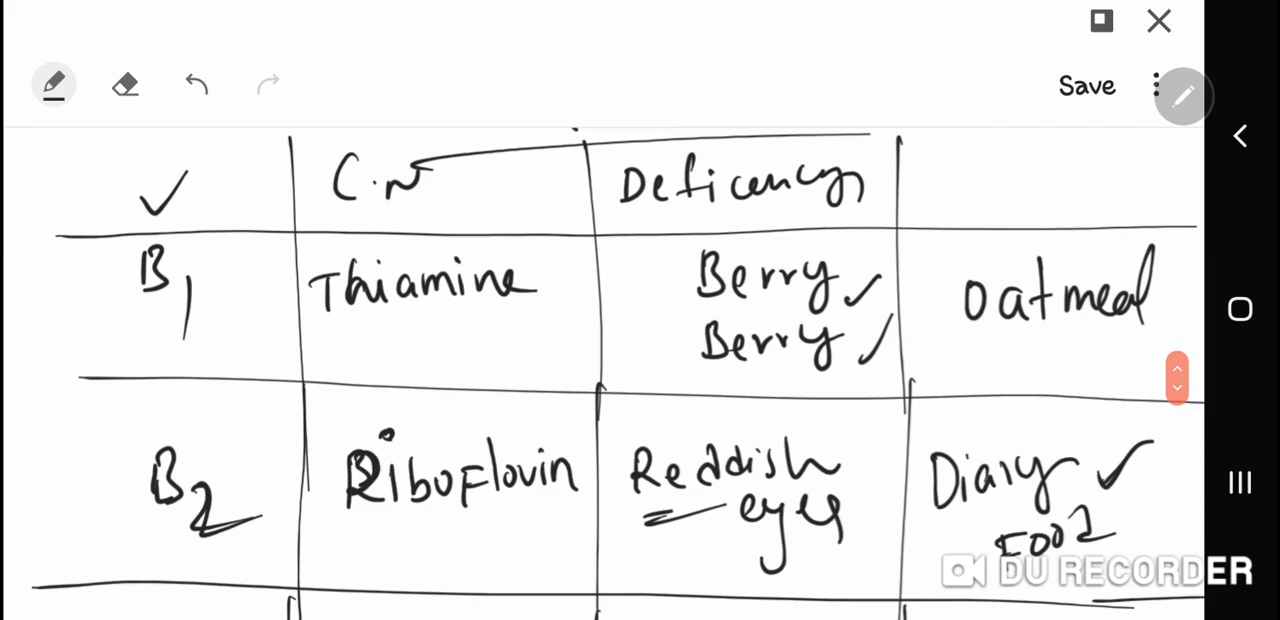 Save
C.N Deficency
B1 Thiamine Berry Oatmeal
Berry
B2 Riboflovin Reddish Diary
eyes Food
DU RECORDER